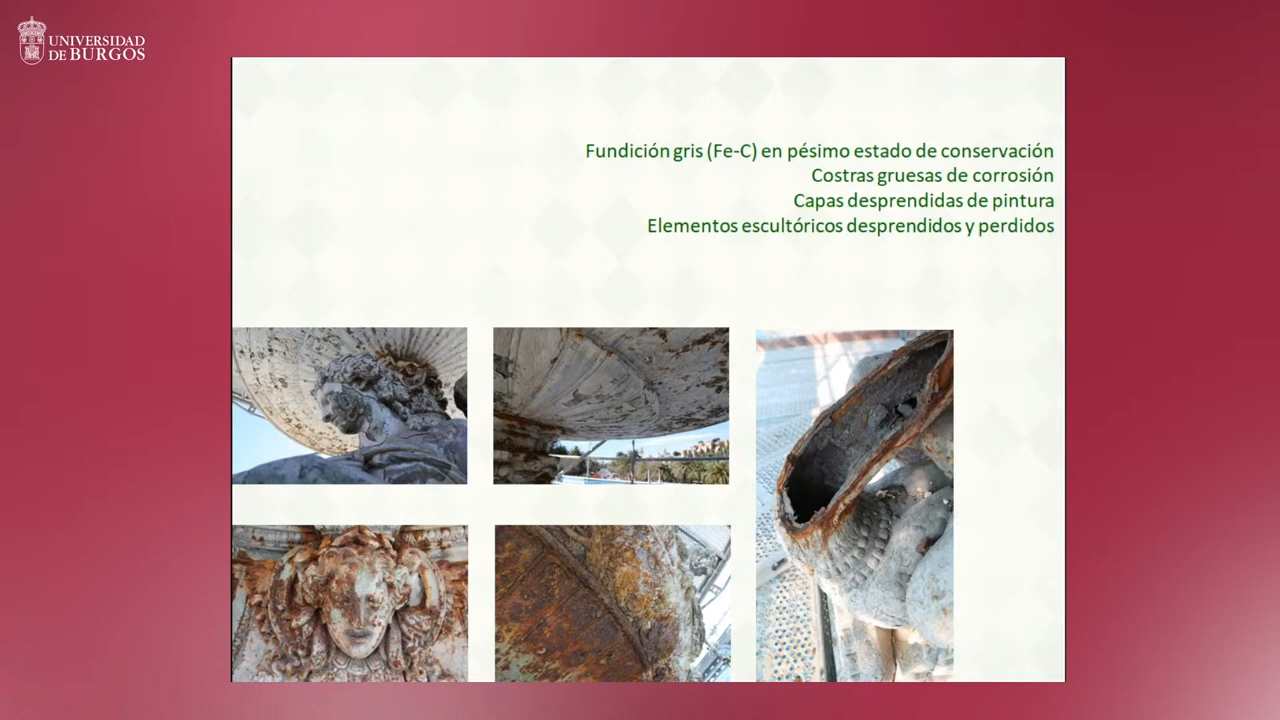 UNIVERSIDAD
DE BURGOS
Fundición gris (Fe-C) en pésimo estado de conservación
Costras gruesas de corrosión
Capas desprendidas de pintura
Elementos escultóricos desprendidos y perdidos